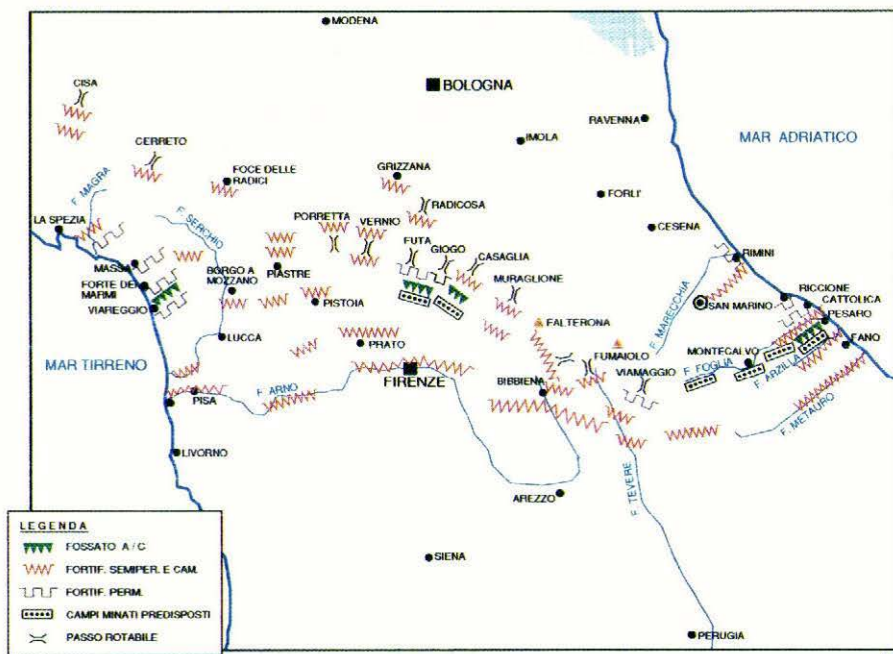 MODENA
CISA
BOLOGNA
RAVENNA
IMOLA
MAR ADRIATICO
CERRETO
FOCE DELLE
RADICI
GRIZZANA
F. MAGRA
FORLI'
RADICOSA
F. SERCHIO
LA SPEZIA
PORRETTA
VERNIO
CESENA
FUTA
GIOGO
CASAGLIA
RIMINI
MASSA
BORGO A
MOZZANO
PIASTRE
MURAGLIONE
FORTE DEI
MARMI
RICCIONE
CATTOLICA
F. MARECCHIA
SAN MARINO
VIAREGGIO
PISTOIA
PESARO
FALTERONA
LUCCA
PRATO
FANO
MAR TIRRENO
FUMAIOLO
MONTECALVO
F. FOGLIA
F. ARZILLA
FIRENZE
VIAMAGGIO
BIBBIENA
PISA
F. ARNO
F. METAURO
LIVORNO
F. TEVERE
AREZZO
SIENA
PERUGIA
LEGENDA
FOSSATO A/C
FORTIF. SEMIPER. E CAM.
FORTIF. PERM.
CAMPI MINATI PREDISPOSTI
PASSO ROTABILE